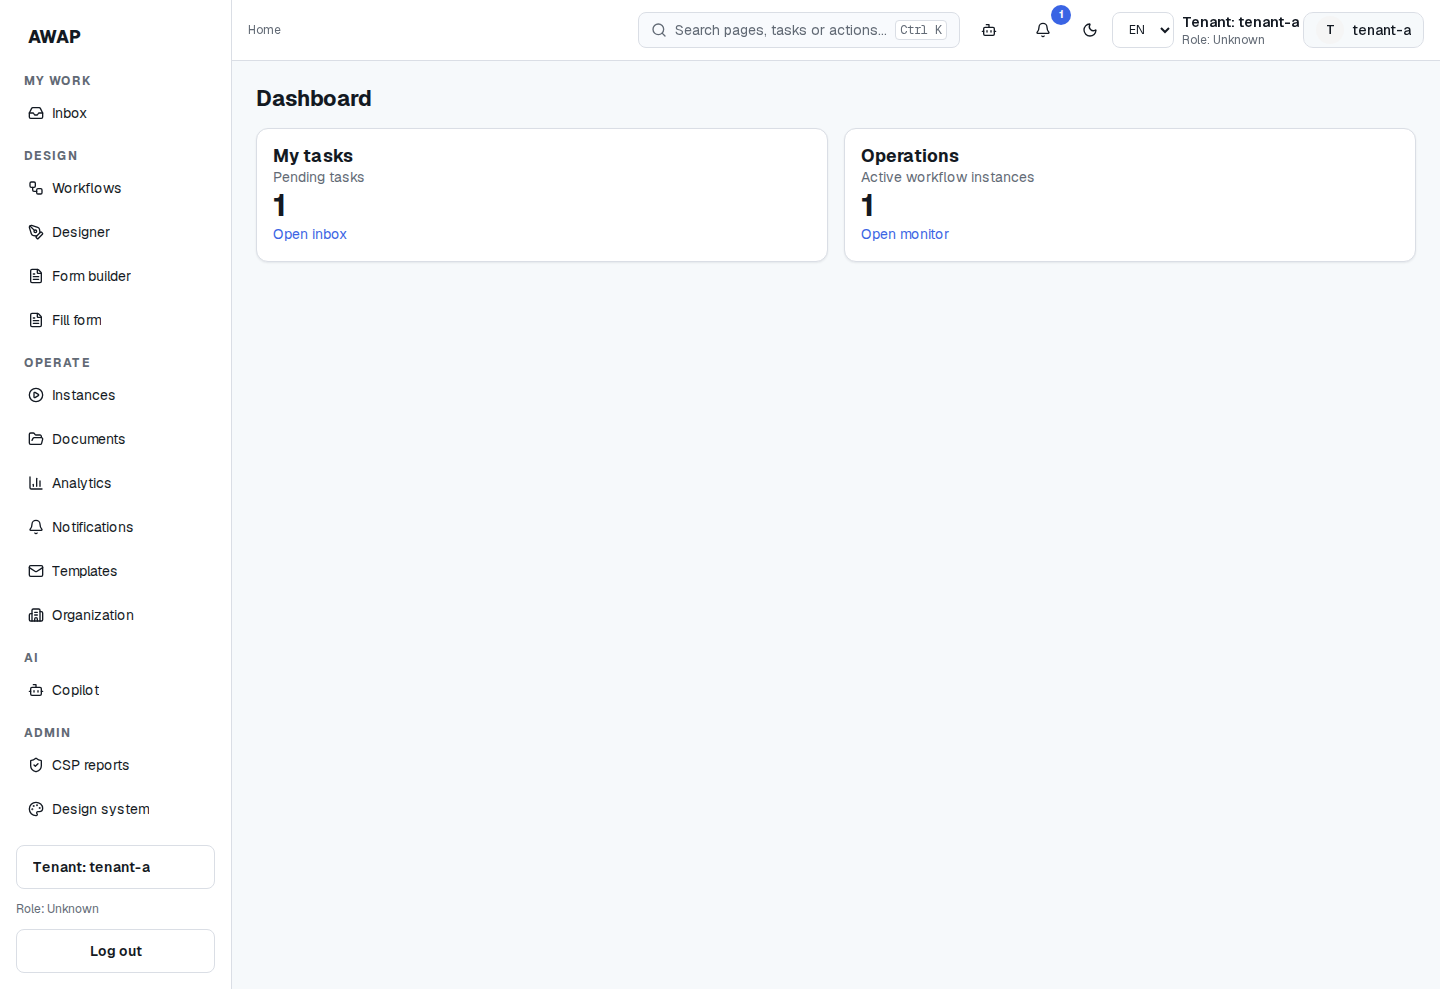 AWAP
MY WORK
Inbox
DESIGN
Workflows
Designer
Form builder
Fill form
OPERATE
Instances
Documents
Analytics
Notifications
Templates
Organization
AI
Copilot
ADMIN
CSP reports
Design system
Tenant: tenant-a
Role: Unknown
Log out
Home
Search pages, tasks or actions...
Ctrl K
1
EN
Tenant: tenant-a
Role: Unknown
T
tenant-a
Dashboard
My tasks
Pending tasks
1
Open inbox
Operations
Active workflow instances
1
Open monitor